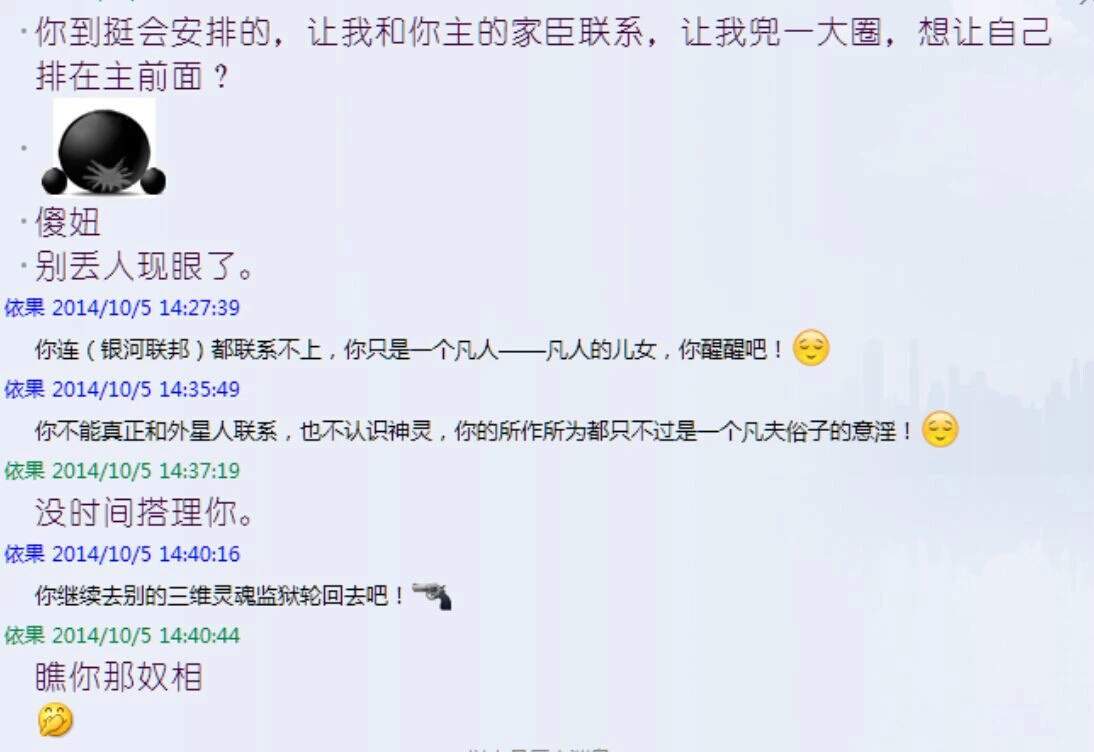 ·你到挺会安排的，让我和你主的家臣联系，让我兜一大圈，想让自己
排在主前面？
·
·傻妞
·别丢人现眼了。
依果 2014/10/5 14:27:39
你连（银河联邦）都联系不上，你只是一个凡人——凡人的儿女，你醒醒吧！
依果 2014/10/5 14:35:49
你不能真正和外星人联系，也不认识神灵，你的所作所为都只不过是一个凡夫俗子的意淫！
依果 2014/10/5 14:37:19
没时间搭理你。
依果 2014/10/5 14:40:16
你继续去别的三维灵魂监狱轮回去吧！
依果 2014/10/5 14:40:44
瞧你那奴相